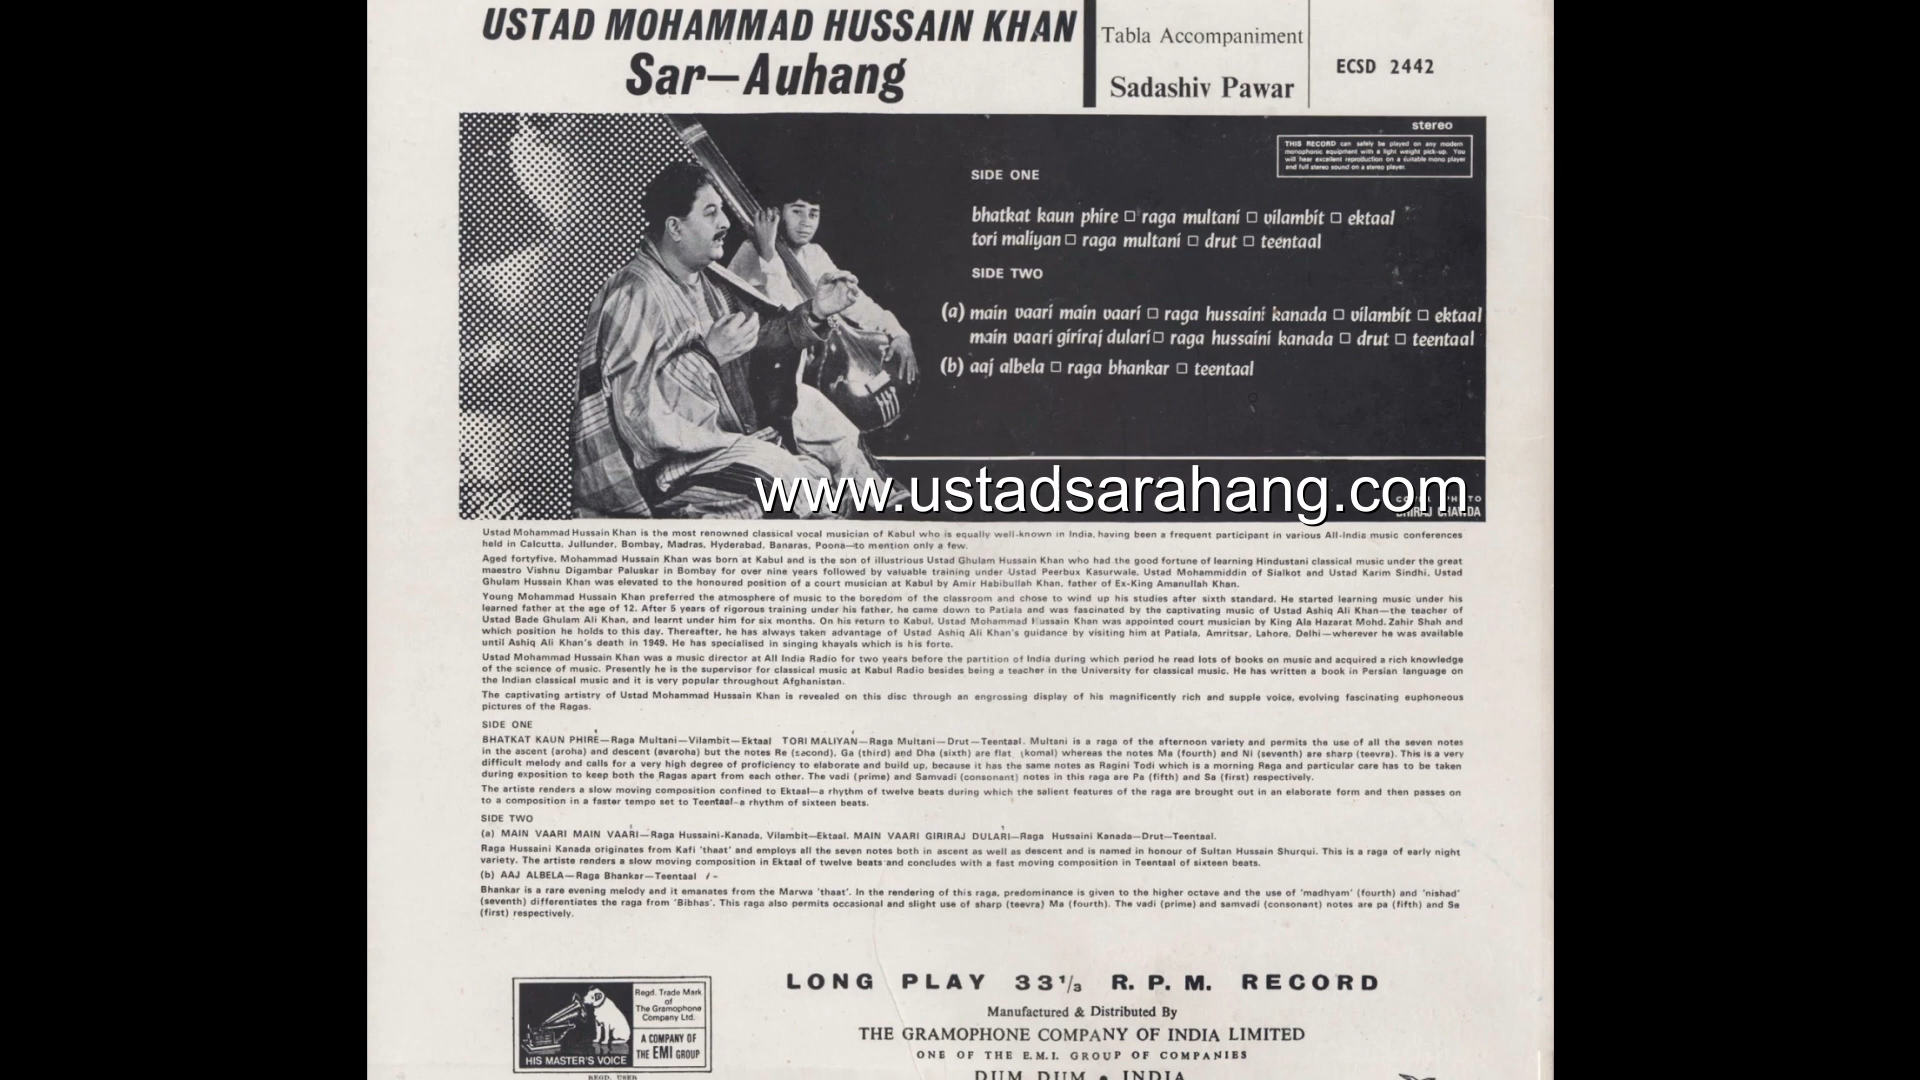 USTAD MOHAMMAD HUSSAIN KHAN
Sar—Auhang
Tabla Accompaniment
Sadashiv Pawar
ECSD 2442
stereo
THIS RECORD can safely be played on any modern
monophonic equipment with a light weight pick-up. You
will hear excellent reproduction on a suitable mono player
and full stereo sound on a stereo player.
SIDE ONE
bhatkat kaun phire □ raga multani □ vilambit □ ektaal
tori maliyan □ raga multani □ drut □ teentaal
SIDE TWO
(a) main vaari main vaari □ raga hussaini kanada □ vilambit □ ektaal
main vaari giriraj dulari □ raga hussaini kanada □ drut □ teentaal
(b) aaj albela □ raga bhankar □ teentaal
www.ustadsarahang.com
Ustad Mohammad Hussain Khan is the most renowned classical vocal musician of Kabul who is equally well-known in India, having been a frequent participant in various All-India music conferences
held in Calcutta, Jullunder, Bombay, Madras, Hyderabad, Banaras, Poona—to mention only a few.
Aged fortyfive, Mohammad Hussain Khan was born at Kabul and is the son of illustrious Ustad Ghulam Hussain Khan who had the good fortune of learning Hindustani classical music under the great
maestro Vishnu Digambar Paluskar in Bombay for over nine years followed by valuable training under Ustad Peerbux Kasurwale, Ustad Mohammiddin of Sialkot and Ustad Karim Sindhi. Ustad
Ghulam Hussain Khan was elevated to the honoured position of a court musician at Kabul by Amir Habibullah Khan, father of Ex-King Amanullah Khan.
Young Mohammad Hussain Khan preferred the atmosphere of music to the boredom of the classroom and chose to wind up his studies after sixth standard. He started learning music under his
learned father at the age of 12. After 5 years of rigorous training under his father, he came down to Patiala and was fascinated by the captivating music of Ustad Ashiq Ali Khan—the teacher of
Ustad Bade Ghulam Ali Khan, and learnt under him for six months. On his return to Kabul, Ustad Mohammad Hussain Khan was appointed court musician by King Ala Hazarat Mohd. Zahir Shah and
which position he holds to this day. Thereafter, he has always taken advantage of Ustad Ashiq Ali Khan's guidance by visiting him at Patiala, Amritsar, Lahore, Delhi—wherever he was available
until Ashiq Ali Khan's death in 1949. He has specialised in singing khayals which is his forte.
Ustad Mohammad Hussain Khan was a music director at All India Radio for two years before the partition of India during which period he read lots of books on music and acquired a rich knowledge
of the science of music. Presently he is the supervisor for classical music at Kabul Radio besides being a teacher in the University for classical music. He has written a book in Persian language on
the Indian classical music and it is very popular throughout Afghanistan.
The captivating artistry of Ustad Mohammad Hussain Khan is revealed on this disc through an engrossing display of his magnificently rich and supple voice, evolving fascinating euphoneous
pictures of the Ragas.
SIDE ONE
BHATKAT KAUN PHIRE—Raga Multani—Vilambit—Ektaal TORI MALIYAN—Raga Multani—Drut—Teentaal. Multani is a raga of the afternoon variety and permits the use of all the seven notes
in the ascent (aroha) and descent (avaroha) but the notes Re (second), Ga (third) and Dha (sixth) are flat (komal) whereas the notes Ma (fourth) and Ni (seventh) are sharp (teevra). This is a very
difficult melody and calls for a very high degree of proficiency to elaborate and build up, because it has the same notes as Ragini Todi which is a morning Raga and particular care has to be taken
during exposition to keep both the Ragas apart from each other. The vadi (prime) and Samvadi (consonant) notes in this raga are Pa (fifth) and Sa (first) respectively.
The artiste renders a slow moving composition confined to Ektaal—a rhythm of twelve beats during which the salient features of the raga are brought out in an elaborate form and then passes on
to a composition in a faster tempo set to Teentaal—a rhythm of sixteen beats.
SIDE TWO
(a) MAIN VAARI MAIN VAARI—Raga Hussaini-Kanada, Vilambit—Ektaal. MAIN VAARI GIRIRAJ DULARI—Raga Hussaini Kanada—Drut—Teentaal.
Raga Hussaini Kanada originates from Kafi 'thaat' and employs all the seven notes both in ascent as well as descent and is named in honour of Sultan Hussain Shurqui. This is a raga of early night
variety. The artiste renders a slow moving composition in Ektaal of twelve beats and concludes with a fast moving composition in Teentaal of sixteen beats.
(b) AAJ ALBELA—Raga Bhankar—Teentaal
Bhankar is a rare evening melody and it emanates from the Marwa 'thaat'. In the rendering of this raga, predominance is given to the higher octave and the use of 'madhyam' (fourth) and 'nishad'
(seventh) differentiates the raga from 'Bibhas'. This raga also permits occasional and slight use of sharp (teevra) Ma (fourth). The vadi (prime) and samvadi (consonant) notes are pa (fifth) and Sa
(first) respectively.
LONG PLAY 33 1/3 R. P. M. RECORD
Manufactured & Distributed By
THE GRAMOPHONE COMPANY OF INDIA LIMITED
ONE OF THE E.M.I. GROUP OF COMPANIES
DUM DUM • INDIA
Regd. Trade Mark
of
The Gramophone
Company Ltd.
A COMPANY OF
THE EMI GROUP
HIS MASTER'S VOICE
REGD. USER